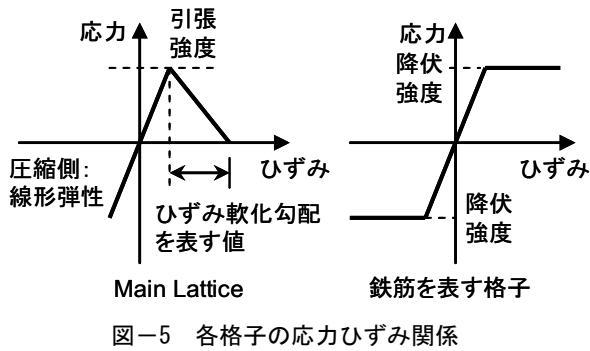 応力
引張
強度
ひずみ
圧縮側:
線形弾性
ひずみ軟化勾配
を表す値
Main Lattice
応力
降伏
強度
ひずみ
降伏
強度
鉄筋を表す格子
図－5　各格子の応力ひずみ関係